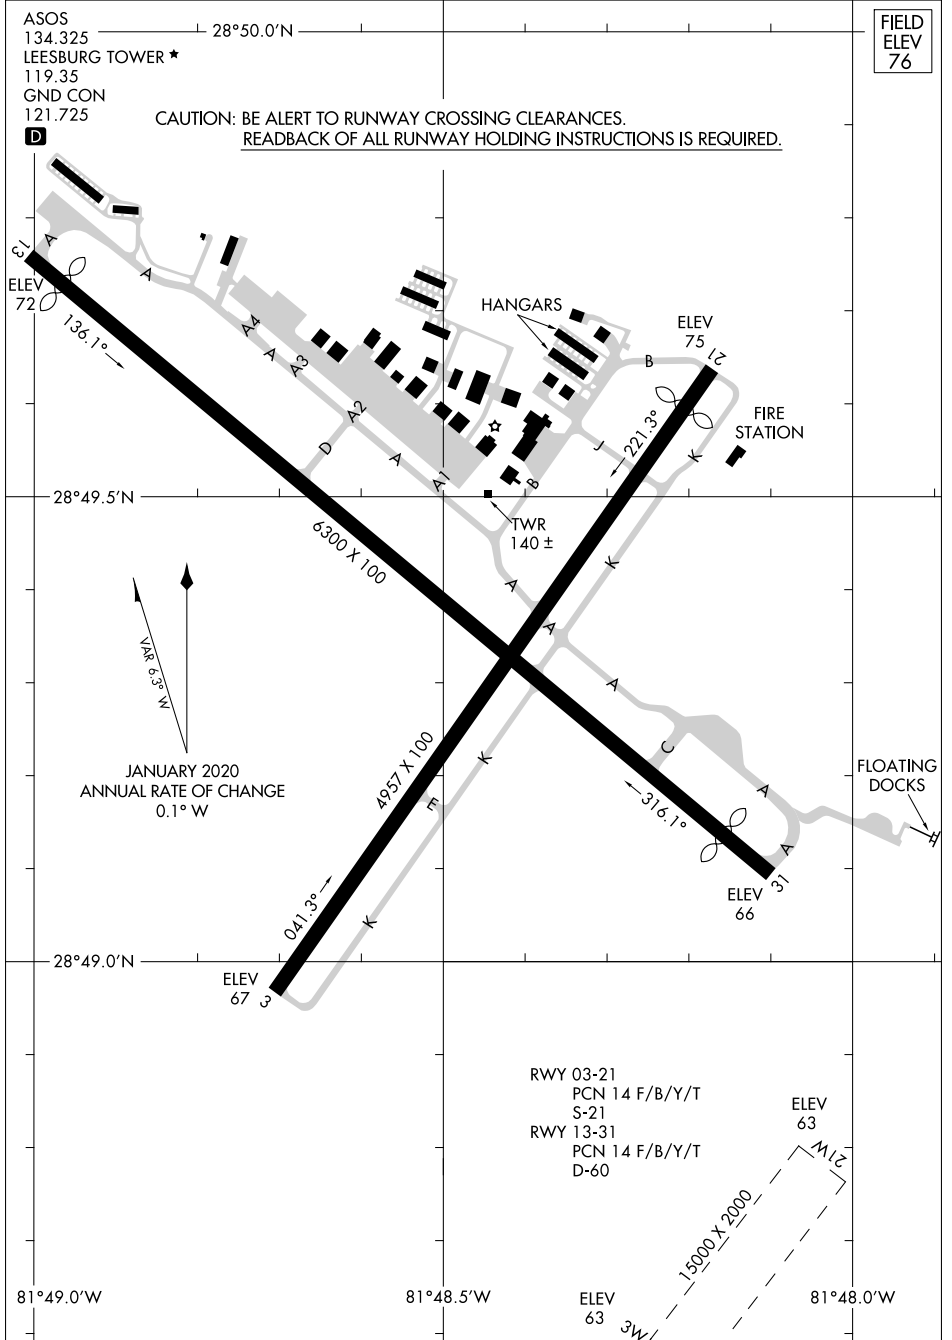 ASOS
134.325
LEESBURG TOWER ★
119.35
GND CON
121.725
D
28°50.0'N
FIELD
ELEV
76
CAUTION: BE ALERT TO RUNWAY CROSSING CLEARANCES.
READBACK OF ALL RUNWAY HOLDING INSTRUCTIONS IS REQUIRED.
13
A
ELEV
72
136.1°
A
A4
A
A3
A2
D
A
A1
HANGARS
ELEV
75
21
B
221.3°
J
K
FIRE
STATION
B
28°49.5'N
TWR
140 ±
6300 X 100
K
A
A
A
VAR 6.3° W
JANUARY 2020
ANNUAL RATE OF CHANGE
0.1° W
4957 X 100
K
E
C
A
316.1°
FLOATING
DOCKS
A
31
ELEV
66
041.3°
K
28°49.0'N
ELEV
67
3
RWY 03-21
PCN 14 F/B/Y/T
S-21
RWY 13-31
PCN 14 F/B/Y/T
D-60
ELEV
63
21W
15000 X 2000
81°49.0'W
81°48.5'W
81°48.0'W
ELEV
63
3W